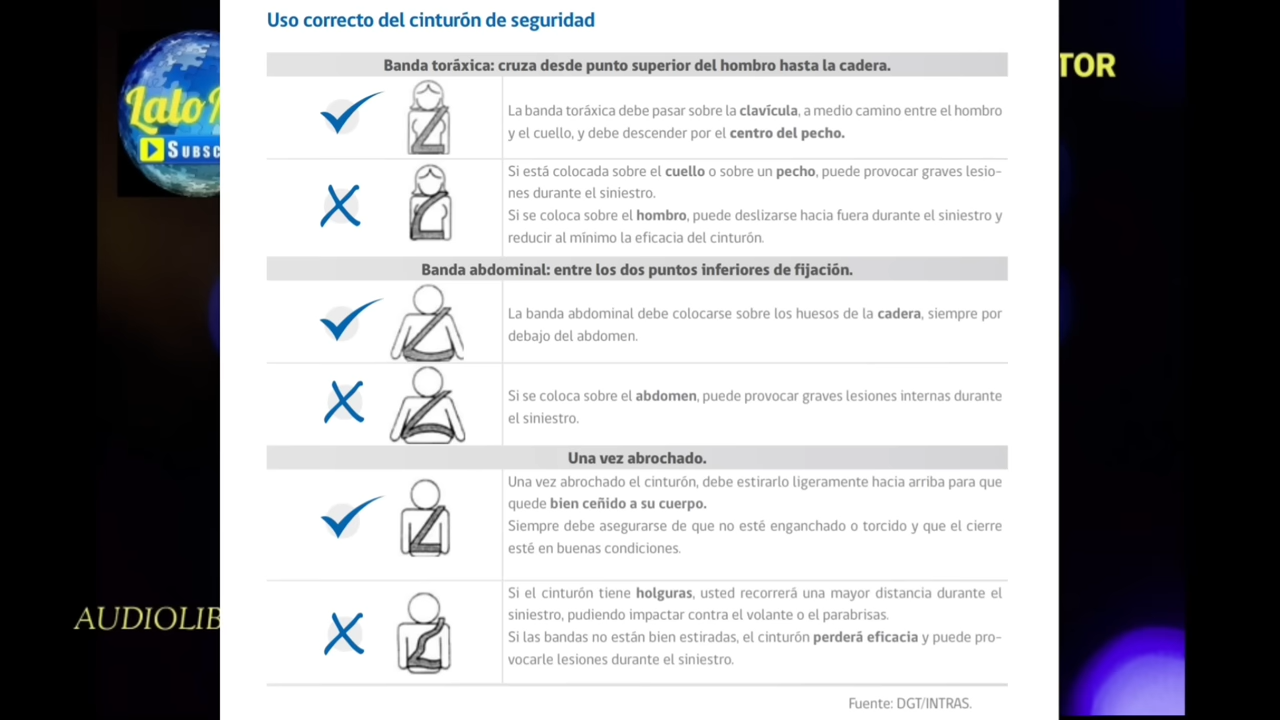 Uso correcto del cinturón de seguridad
Banda toráxica: cruza desde punto superior del hombro hasta la cadera.
La banda toráxica debe pasar sobre la clavícula, a medio camino entre el hombro
y el cuello, y debe descender por el centro del pecho.
Si está colocada sobre el cuello o sobre un pecho, puede provocar graves lesio-
nes durante el siniestro.
Si se coloca sobre el hombro, puede deslizarse hacia fuera durante el siniestro y
reducir al mínimo la eficacia del cinturón.
Banda abdominal: entre los dos puntos inferiores de fijación.
La banda abdominal debe colocarse sobre los huesos de la cadera, siempre por
debajo del abdomen.
Si se coloca sobre el abdomen, puede provocar graves lesiones internas durante
el siniestro.
Una vez abrochado.
Una vez abrochado el cinturón, debe estirarlo ligeramente hacia arriba para que
quede bien ceñido a su cuerpo.
Siempre debe asegurarse de que no esté enganchado o torcido y que el cierre
esté en buenas condiciones.
Si el cinturón tiene holguras, usted recorrerá una mayor distancia durante el
siniestro, pudiendo impactar contra el volante o el parabrisas.
Si las bandas no están bien estiradas, el cinturón perderá eficacia y puede pro-
vocarle lesiones durante el siniestro.
Fuente: DGT/INTRAS.
Lalo
SUBSC
TOR
AUDIOLIB